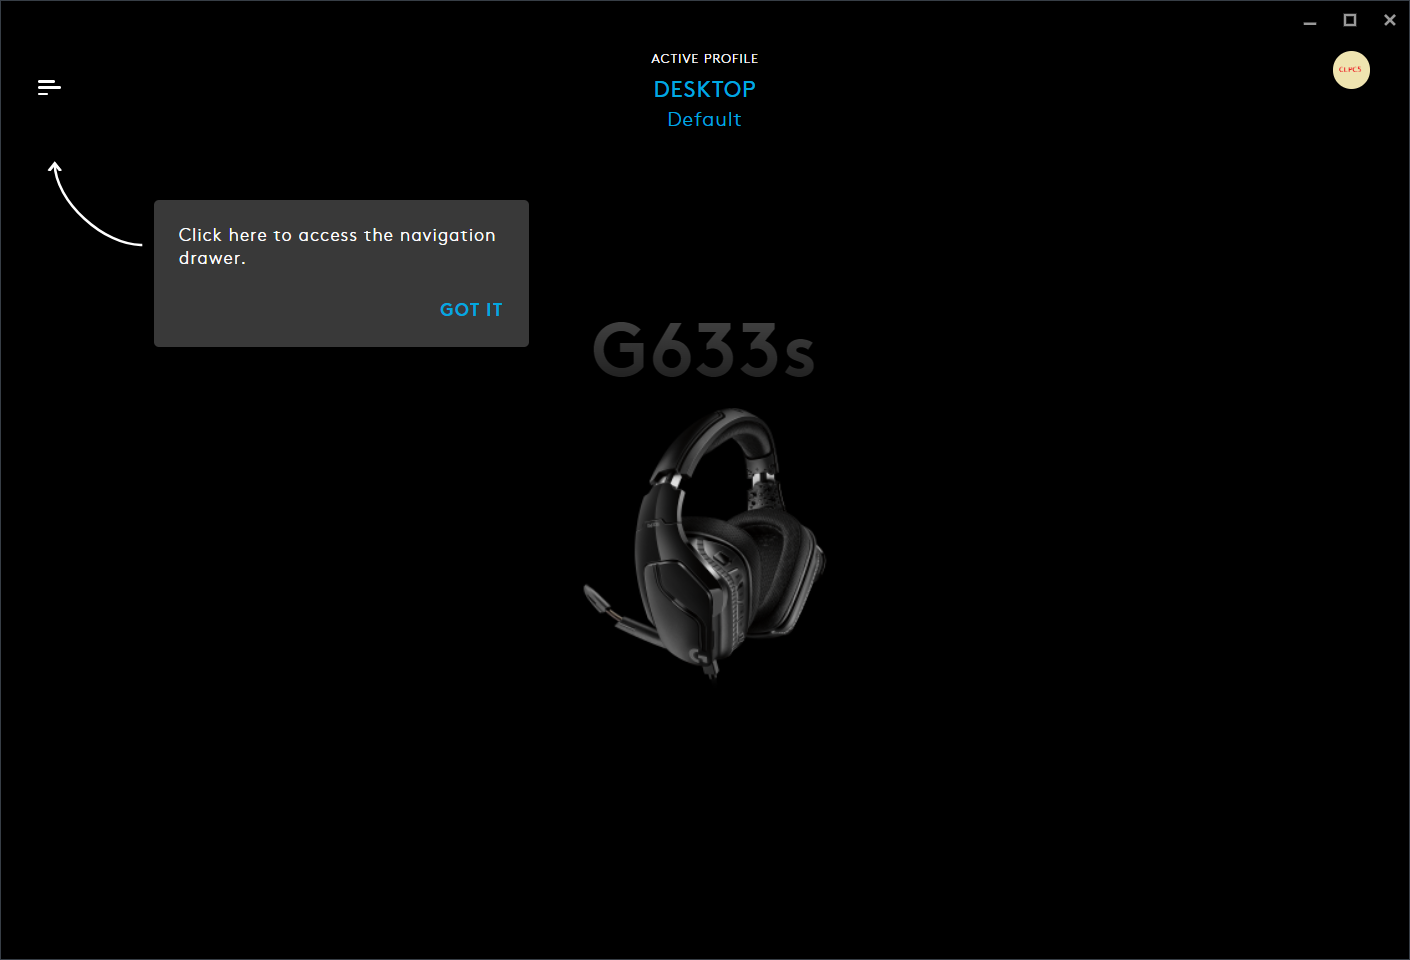 ACTIVE PROFILE
DESKTOP
Default
CLPCS
Click here to access the navigation
drawer.
GOT IT
G633s